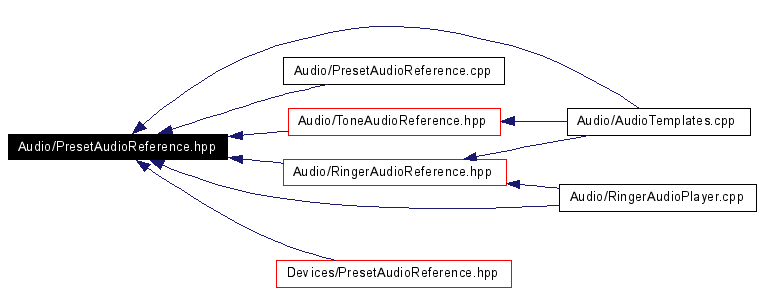 Audio/PresetAudioReference.cpp
Audio/ToneAudioReference.hpp
Audio/AudioTemplates.cpp
Audio/PresetAudioReference.hpp
Audio/RingerAudioReference.hpp
Audio/RingerAudioPlayer.cpp
Devices/PresetAudioReference.hpp